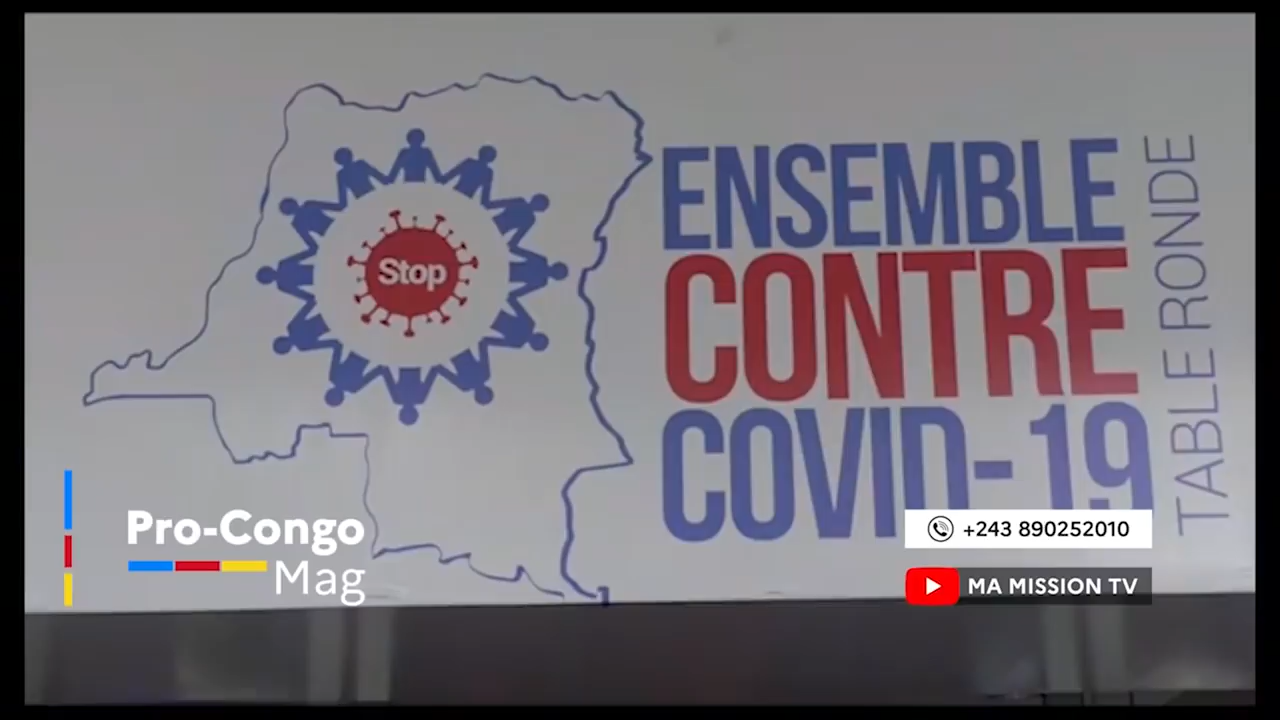 Stop
ENSEMBLE
CONTRE
COVID-19
TABLE RONDE
Pro-Congo
Mag
+243 890252010
MA MISSION TV